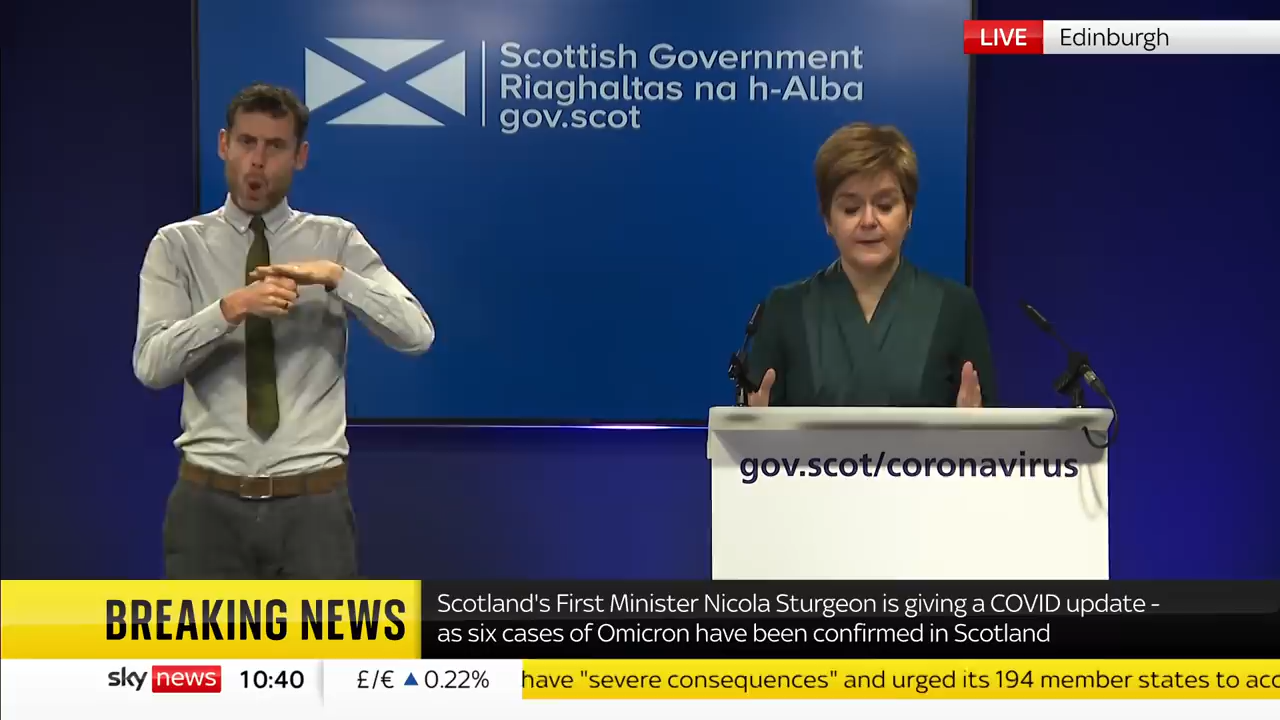 LIVE Edinburgh
Scottish Government
Riaghaltas na h-Alba
gov.scot
gov.scot/coronavirus
BREAKING NEWS
Scotland's First Minister Nicola Sturgeon is giving a COVID update -
as six cases of Omicron have been confirmed in Scotland
sky news 10:40 £/€ ▲ 0.22% have "severe consequences" and urged its 194 member states to acc